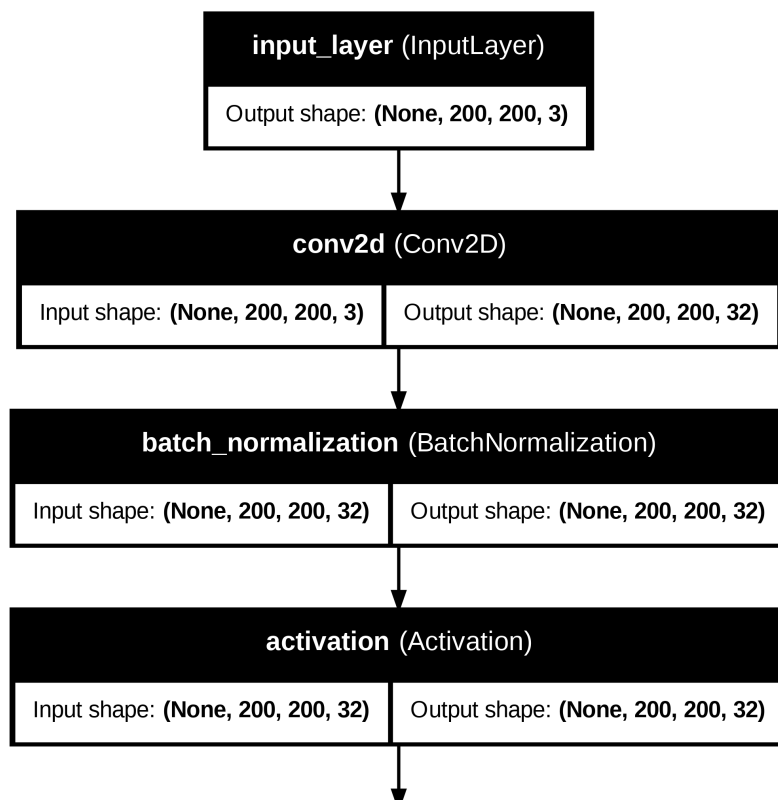 input_layer (InputLayer)
Output shape: (None, 200, 200, 3)
conv2d (Conv2D)
Input shape: (None, 200, 200, 3) Output shape: (None, 200, 200, 32)
batch_normalization (BatchNormalization)
Input shape: (None, 200, 200, 32) Output shape: (None, 200, 200, 32)
activation (Activation)
Input shape: (None, 200, 200, 32) Output shape: (None, 200, 200, 32)